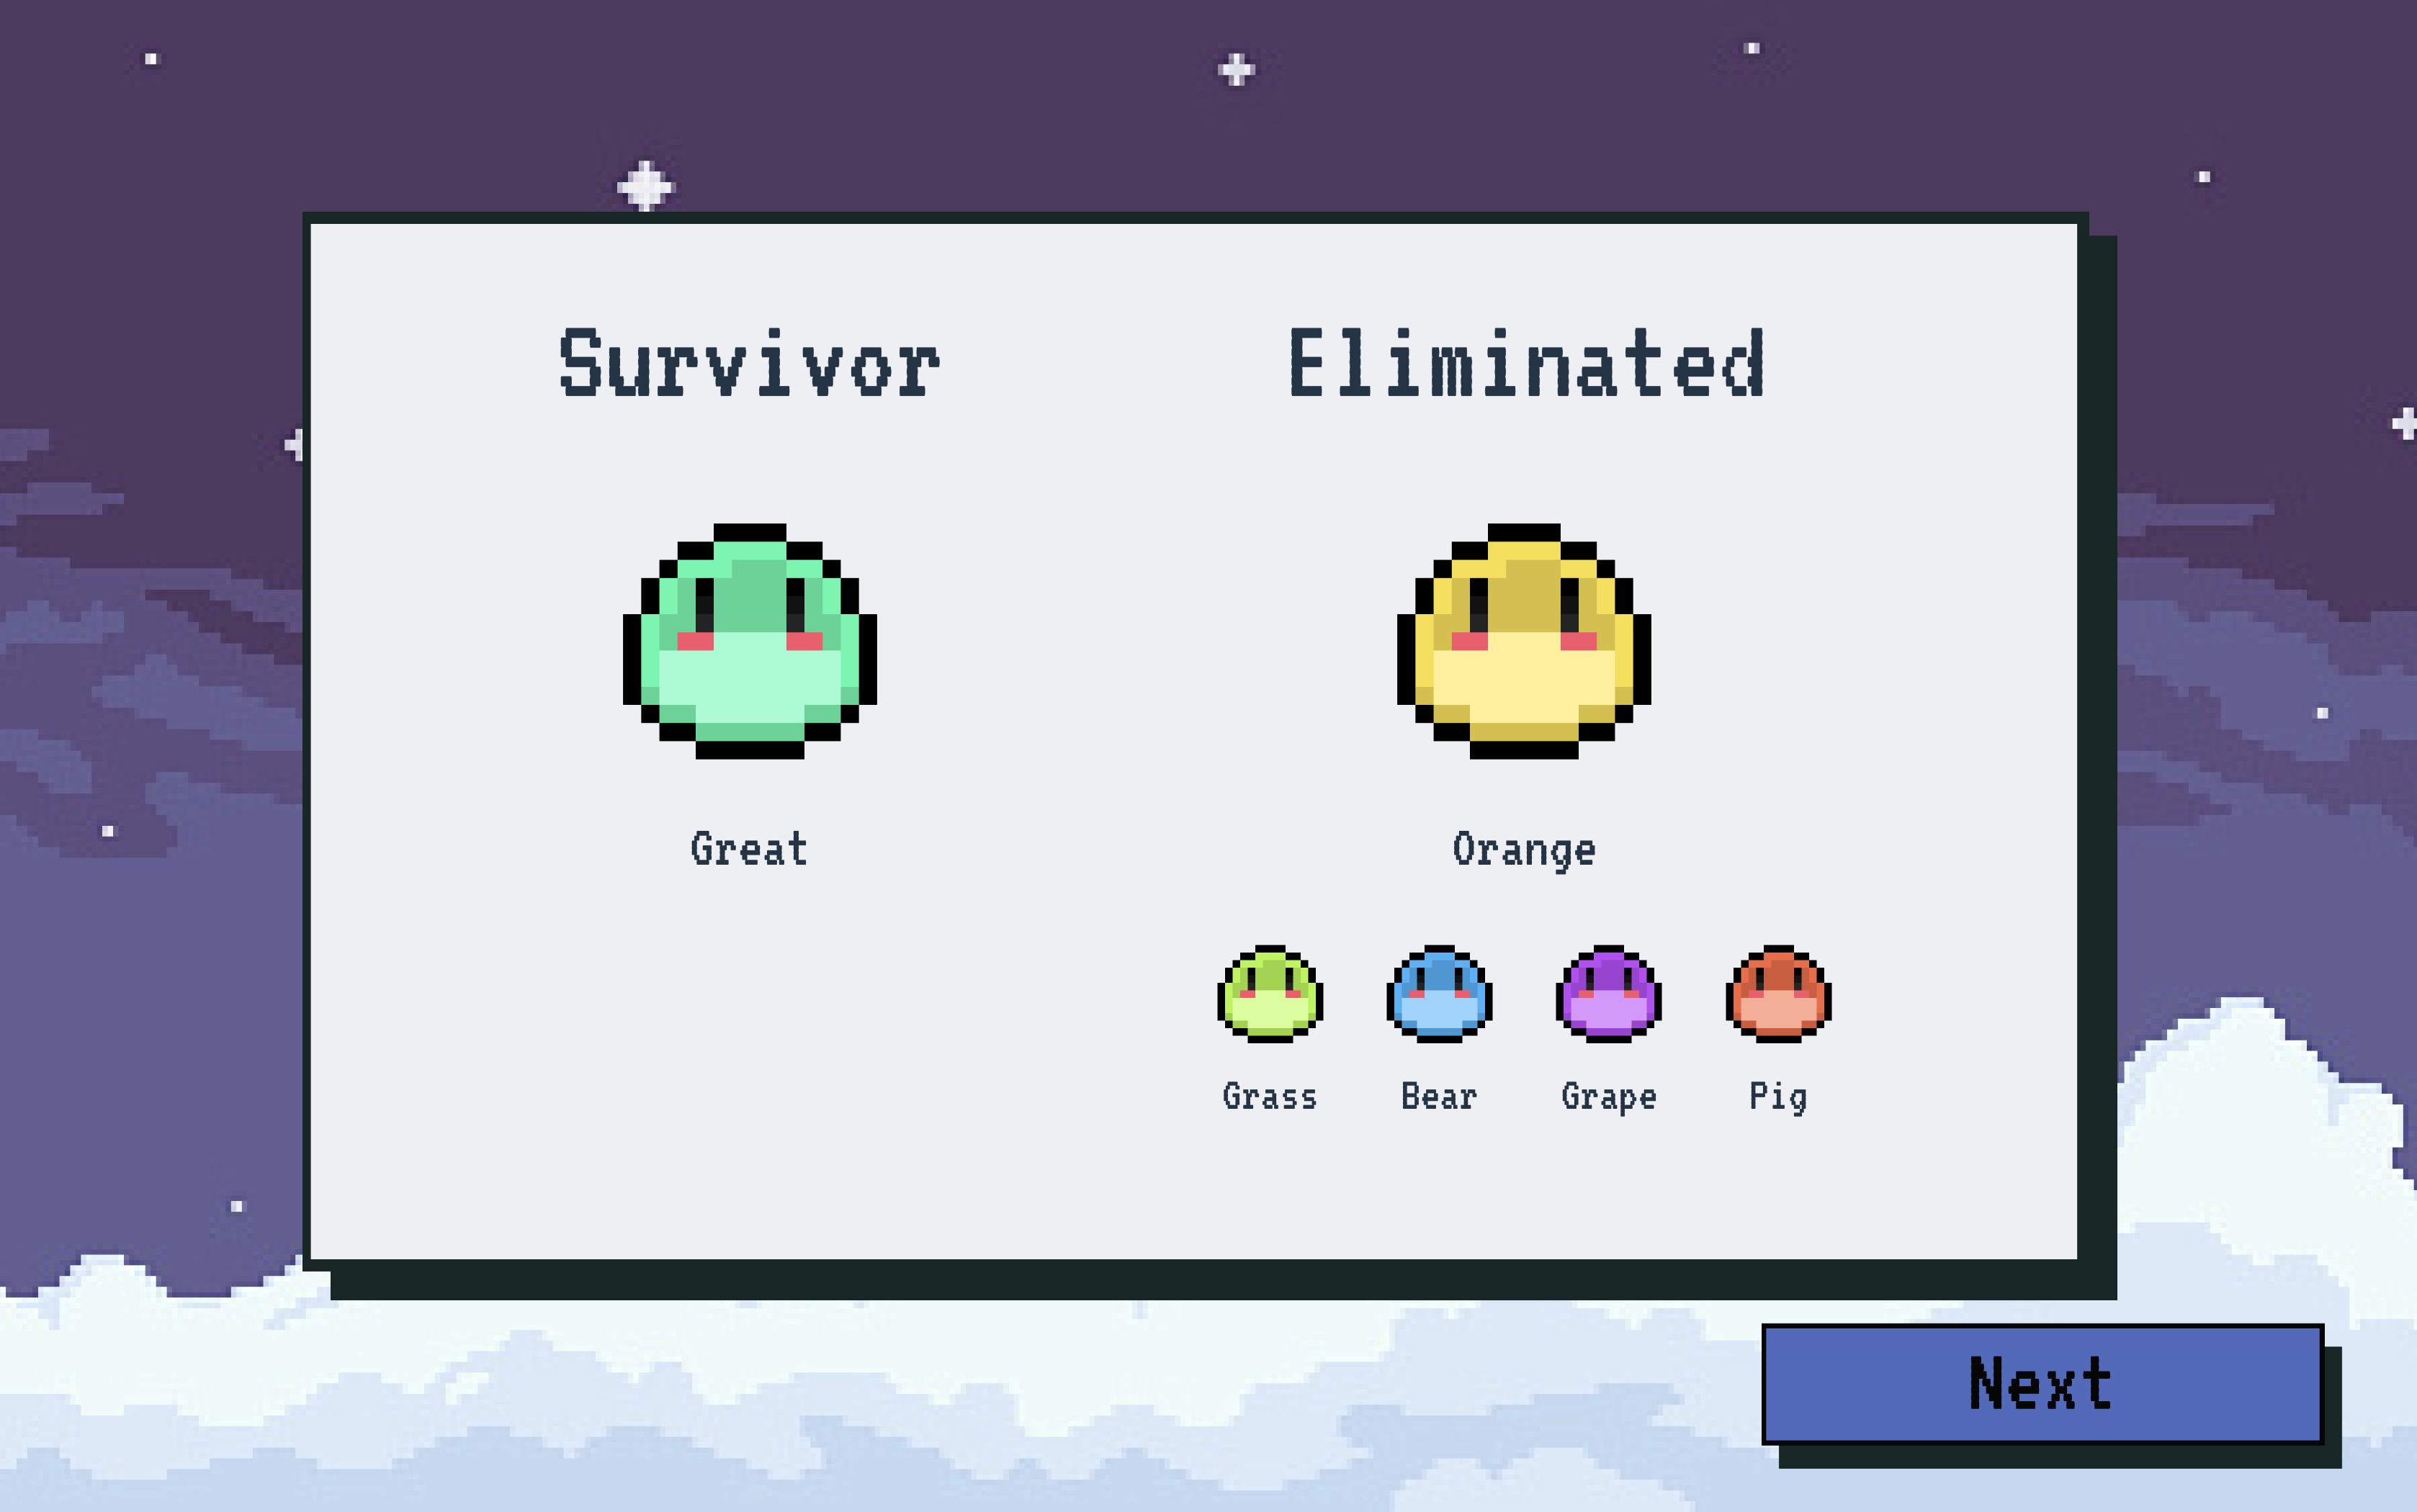 Survivor
Eliminated
Great
Orange
Grass
Bear
Grape
Pig
Next